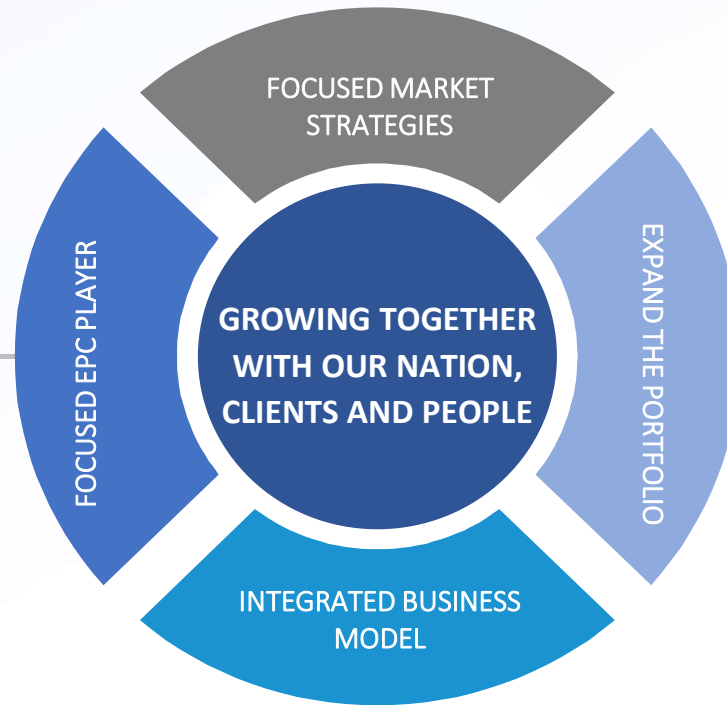 FOCUSED MARKET
STRATEGIES
FOCUSED EPC PLAYER
GROWING TOGETHER
WITH OUR NATION,
CLIENTS AND PEOPLE
EXPAND THE PORTFOLIO
INTEGRATED BUSINESS
MODEL